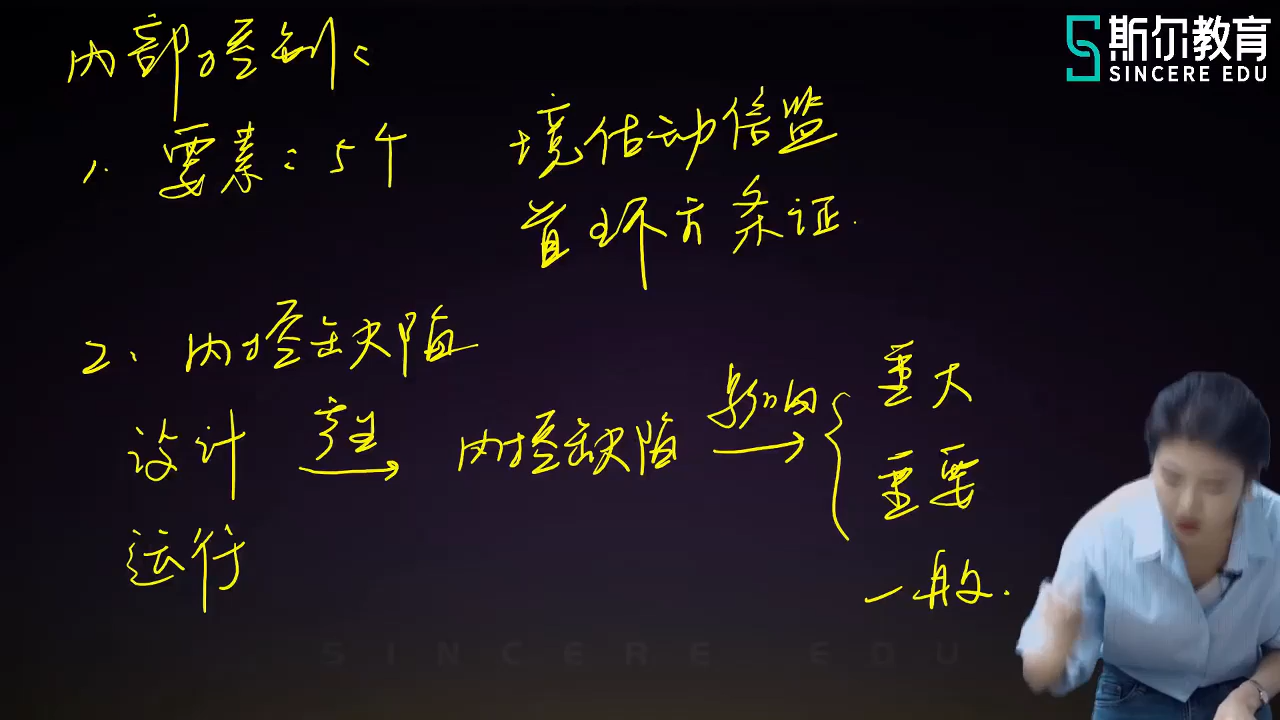 斯尔教育
SINCERE EDU
内部控制：
1. 要素：5个
境估动信监
首环方条证.
2. 内控缺陷
设计 产生 内控缺陷 影响 重大
重要
运行
一般.
SINCERE EDU